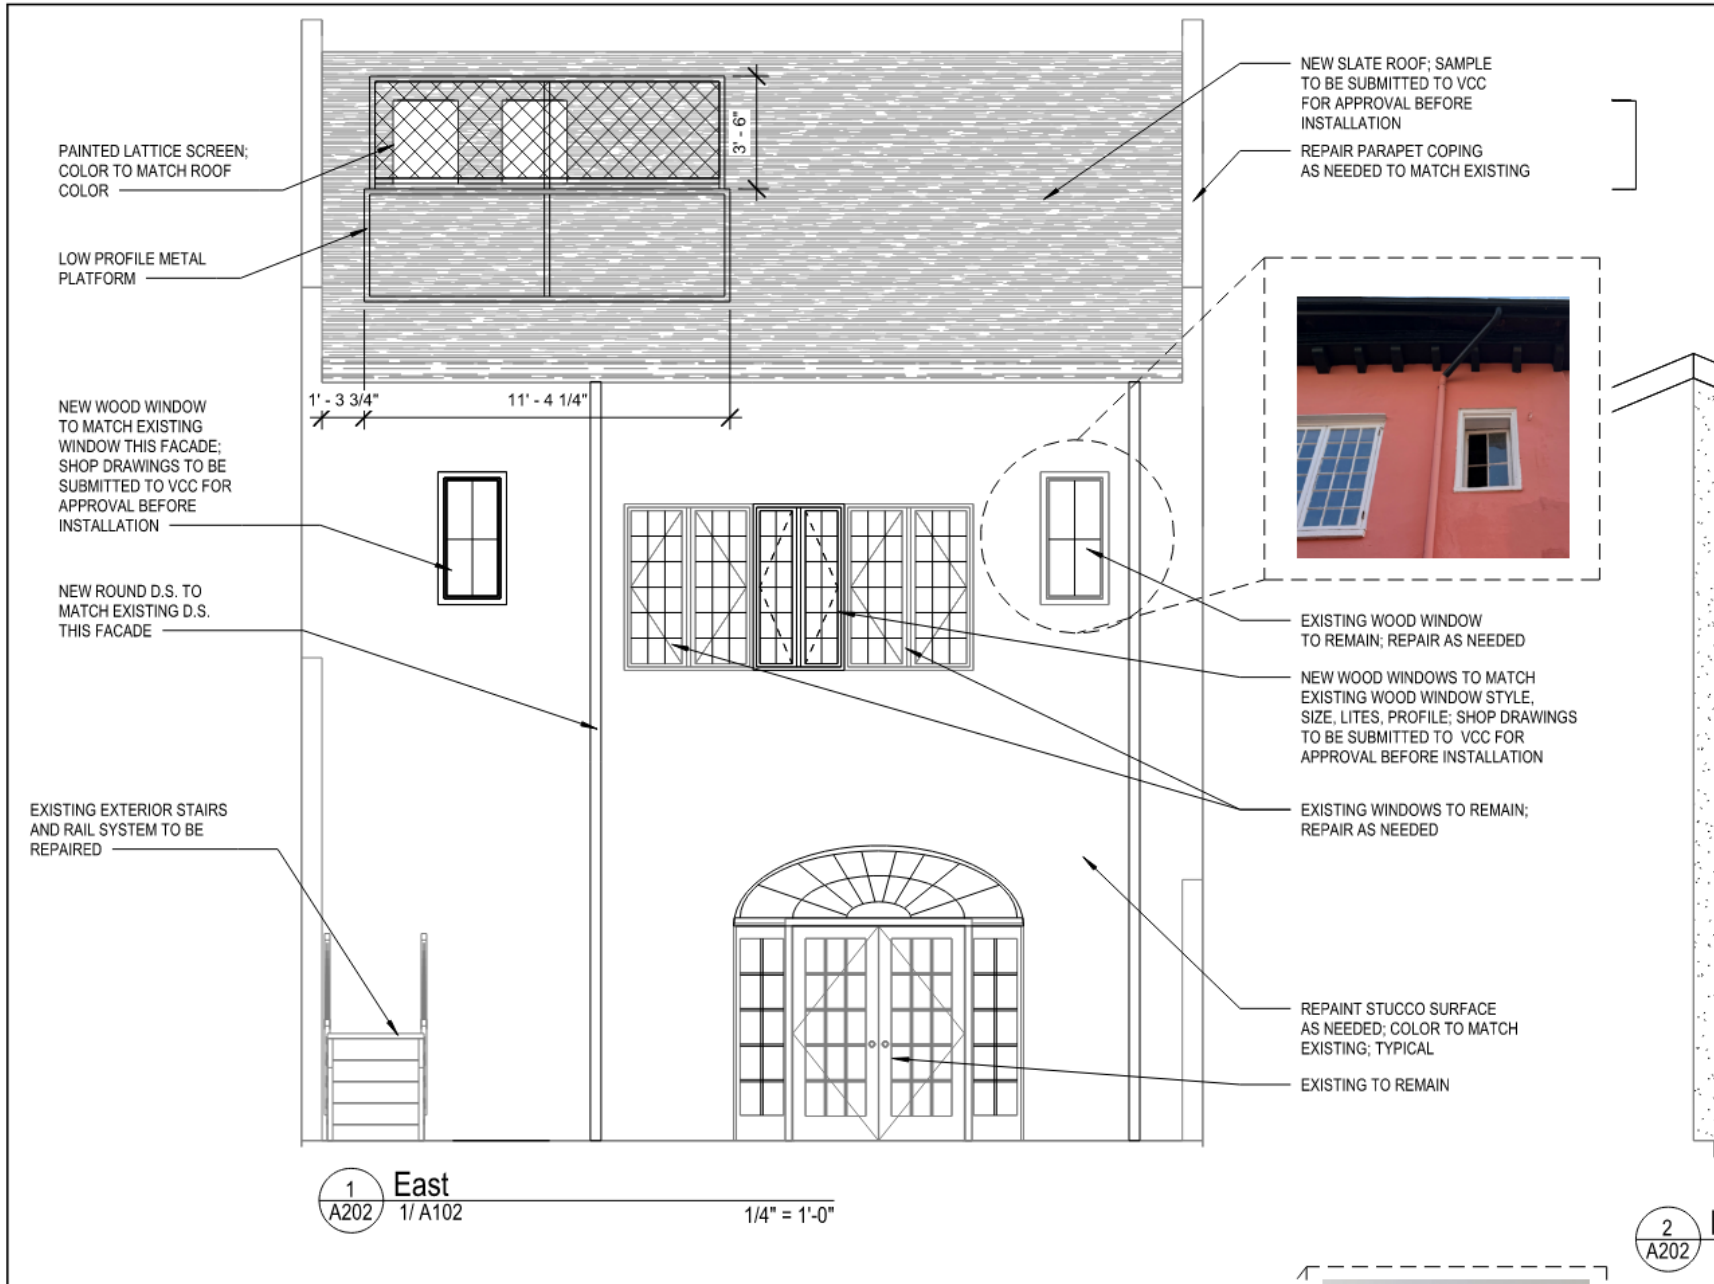 NEW SLATE ROOF; SAMPLE
TO BE SUBMITTED TO VCC
FOR APPROVAL BEFORE
INSTALLATION
REPAIR PARAPET COPING
AS NEEDED TO MATCH EXISTING
3' - 6"
PAINTED LATTICE SCREEN;
COLOR TO MATCH ROOF
COLOR
LOW PROFILE METAL
PLATFORM
1' - 3 3/4"
11' - 4 1/4"
NEW WOOD WINDOW
TO MATCH EXISTING
WINDOW THIS FACADE;
SHOP DRAWINGS TO BE
SUBMITTED TO VCC FOR
APPROVAL BEFORE
INSTALLATION
NEW ROUND D.S. TO
MATCH EXISTING D.S.
THIS FACADE
EXISTING WOOD WINDOW
TO REMAIN; REPAIR AS NEEDED
NEW WOOD WINDOWS TO MATCH
EXISTING WOOD WINDOW STYLE,
SIZE, LITES, PROFILE; SHOP DRAWINGS
TO BE SUBMITTED TO VCC FOR
APPROVAL BEFORE INSTALLATION
EXISTING WINDOWS TO REMAIN;
REPAIR AS NEEDED
EXISTING EXTERIOR STAIRS
AND RAIL SYSTEM TO BE
REPAIRED
REPAINT STUCCO SURFACE
AS NEEDED; COLOR TO MATCH
EXISTING; TYPICAL
EXISTING TO REMAIN
1
A202
East
1/ A102
1/4" = 1'-0"
2
A202